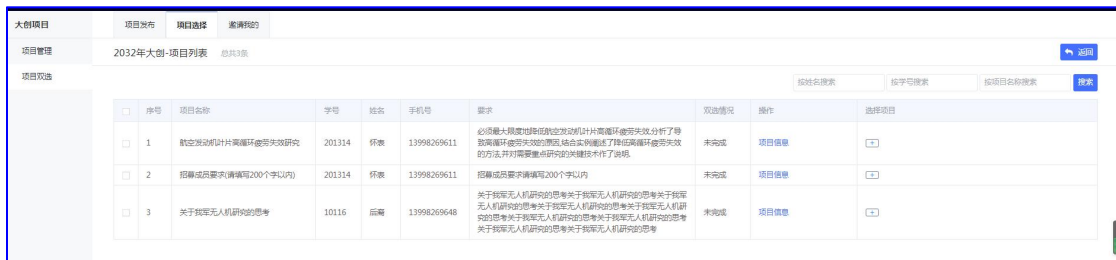 大创项目
项目发布 项目选择 邀请我的
项目管理
2032年大创-项目列表 总共3条 返回
项目双选
按姓名搜索 按学号搜索 按项目名称搜索 搜索
序号 项目名称 学号 姓名 手机号 要求 双选情况 操作 选择项目
1 航空发动机叶片高循环疲劳失效研究 201314 怀表 13998269611 必须最大限度地降低航空发动机叶片高循环疲劳失效,分析了导
致高循环疲劳失效的原因,结合实例阐述了降低高循环疲劳失效
的方法,并对需要重点研究的关键技术作了说明. 未完成 项目信息
2 招募成员要求(请填写200个字以内) 201314 怀表 13998269611 招募成员要求请填写200个字以内 未完成 项目信息
3 关于我军无人机研究的思考 10116 后裔 13998269648 关于我军无人机研究的思考关于我军无人机研究的思考关于我军
无人机研究的思考关于我军无人机研究的思考关于我军无人机研
究的思考关于我军无人机研究的思考关于我军无人机研究的思考
关于我军无人机研究的思考关于我军无人机研究的思考 未完成 项目信息